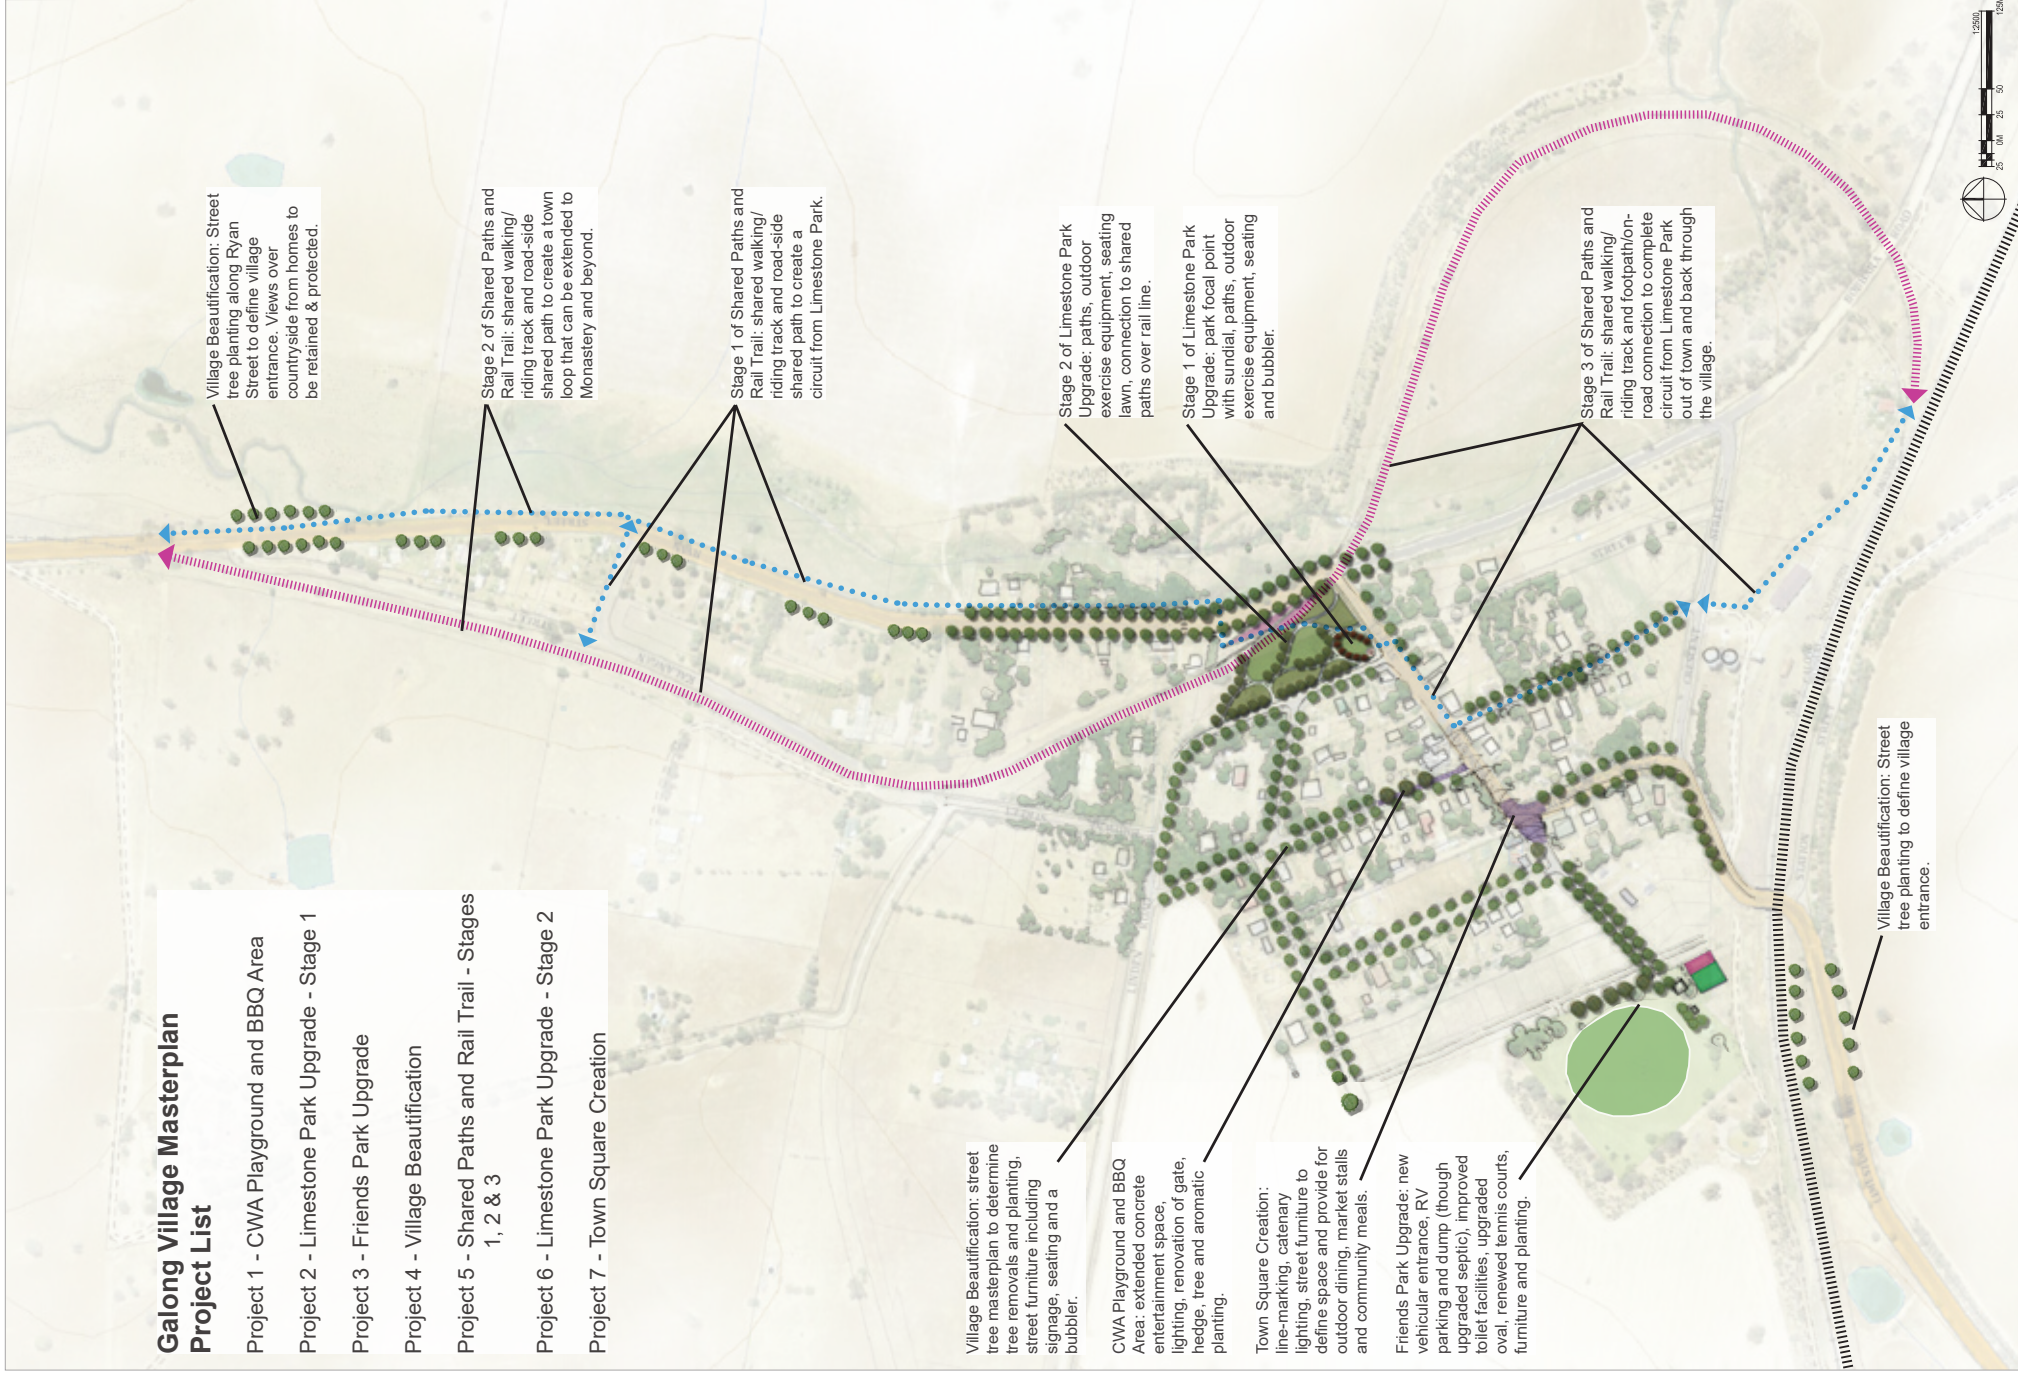 Galong Village Masterplan
Project List
Project 1 - CWA Playground and BBQ Area
Project 2 - Limestone Park Upgrade - Stage 1
Project 3 - Friends Park Upgrade
Project 4 - Village Beautification
Project 5 - Shared Paths and Rail Trail - Stages
1, 2 & 3
Project 6 - Limestone Park Upgrade - Stage 2
Project 7 - Town Square Creation
Village Beautification: street
tree masterplan to determine
tree removals and planting,
street furniture including
signage, seating and a
bubbler.
CWA Playground and BBQ
Area: extended concrete
entertainment space,
lighting, renovation of gate,
hedge, tree and aromatic
planting.
Town Square Creation:
line-marking, catenary
lighting, street furniture to
define space and provide for
outdoor dining, market stalls
and community meals.
Friends Park Upgrade: new
vehicular entrance, RV
parking and dump (though
upgraded septic), improved
toilet facilities, upgraded
oval, renewed tennis courts,
furniture and planting.
Village Beautification: Street
tree planting to define village
entrance.
Village Beautification: Street
tree planting along Ryan
Street to define village
entrance. Views over
countryside from homes to
be retained & protected.
Stage 2 of Shared Paths and
Rail Trail: shared walking/
riding track and road-side
shared path to create a town
loop that can be extended to
Monastery and beyond.
Stage 1 of Shared Paths and
Rail Trail: shared walking/
riding track and road-side
shared path to create a
circuit from Limestone Park.
Stage 2 of Limestone Park
Upgrade: paths, outdoor
exercise equipment, seating
lawn, connection to shared
paths over rail line.
Stage 1 of Limestone Park
Upgrade: park focal point
with sundial, paths, outdoor
exercise equipment, seating
and bubbler.
Stage 3 of Shared Paths and
Rail Trail: shared walking/
riding track and footpath/on-
road connection to complete
circuit from Limestone Park
out of town and back through
the village.
1:2500
25 0M 25 50 125M